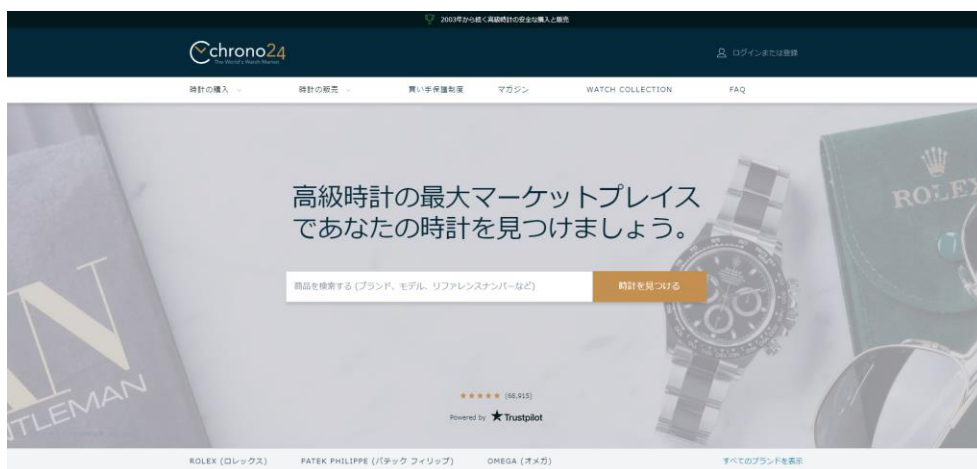 2003年から続く高級時計の安全な購入と販売
chrono24
The World's Watch Market
ログインまたは登録
時計の購入 時計の販売 買い手保護制度 マガジン WATCH COLLECTION FAQ
高級時計の最大マーケットプレイス
であなたの時計を見つけましょう。
商品を検索する (ブランド、モデル、リファレンスナンバーなど) 時計を見つける
ROLEX
AN
NTLEMAN
★★★★★ (66,915)
Powered by ★ Trustpilot
ROLEX (ロレックス) PATEK PHILIPPE (パテック フィリップ) OMEGA (オメガ) すべてのブランドを表示